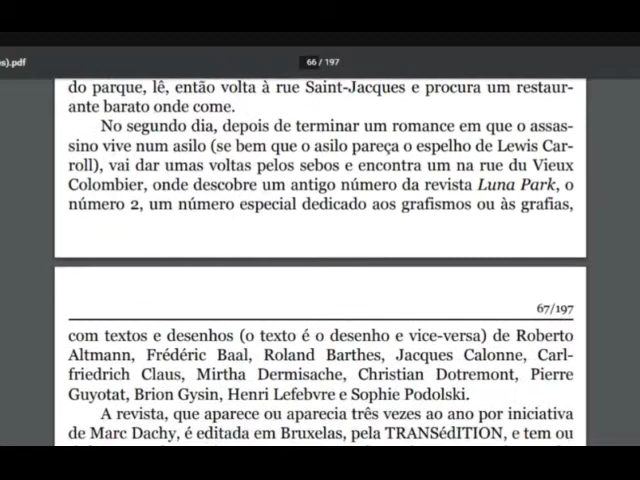 s).pdf
66 / 197
do parque, lê, então volta à rue Saint-Jacques e procura um restaur-
ante barato onde come.
No segundo dia, depois de terminar um romance em que o assas-
sino vive num asilo (se bem que o asilo pareça o espelho de Lewis Car-
roll), vai dar umas voltas pelos sebos e encontra um na rue du Vieux
Colombier, onde descobre um antigo número da revista Luna Park, o
número 2, um número especial dedicado aos grafismos ou às grafias,
67/197
com textos e desenhos (o texto é o desenho e vice-versa) de Roberto
Altmann, Frédéric Baal, Roland Barthes, Jacques Calonne, Carl-
friedrich Claus, Mirtha Dermisache, Christian Dotremont, Pierre
Guyotat, Brion Gysin, Henri Lefebvre e Sophie Podolski.
A revista, que aparece ou aparecia três vezes ao ano por iniciativa
de Marc Dachy, é editada em Bruxelas, pela TRANSédITION, e tem ou